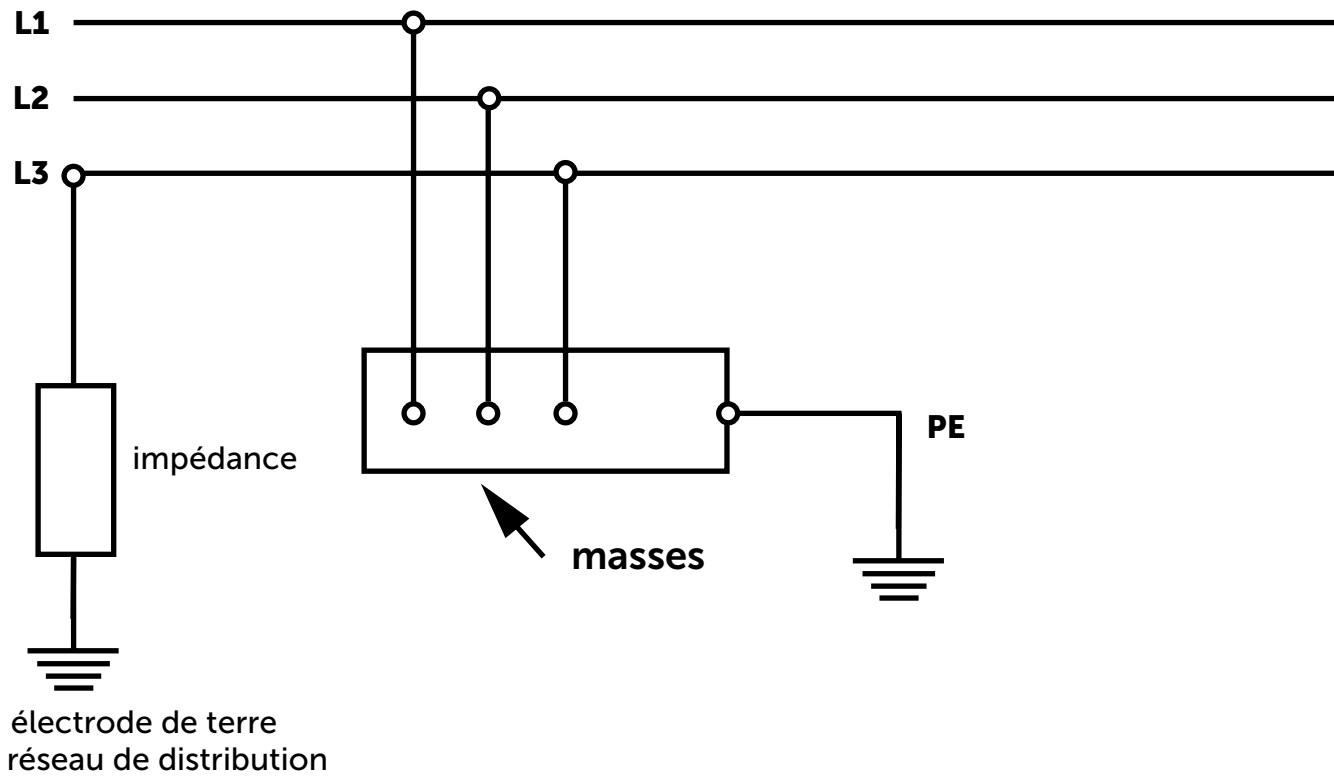 L1
L2
L3
impédance
PE
masses
électrode de terre
réseau de distribution